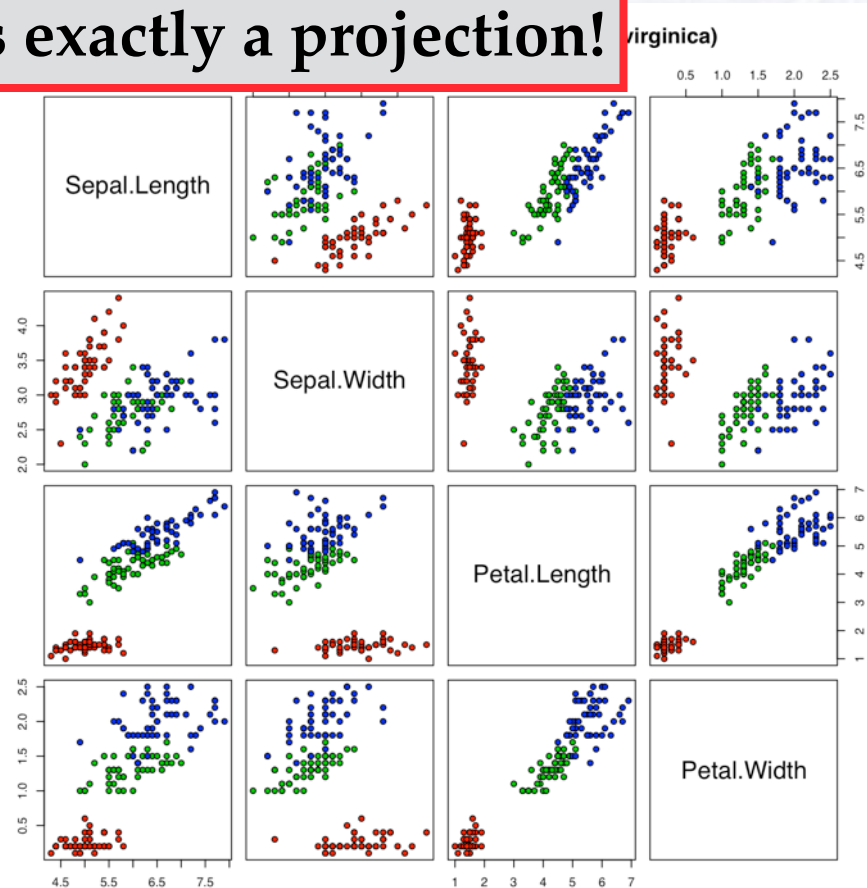 s exactly a projection!
virginica)
0.5 1.0 1.5 2.0 2.5
Sepal.Length
4.5 5.5 6.5 7.5
2.0 2.5 3.0 3.5 4.0
Sepal.Width
Petal.Length
1 2 3 4 5 6 7
0.5 1.0 1.5 2.0 2.5
Petal.Width
4.5 5.5 6.5 7.5
1 2 3 4 5 6 7